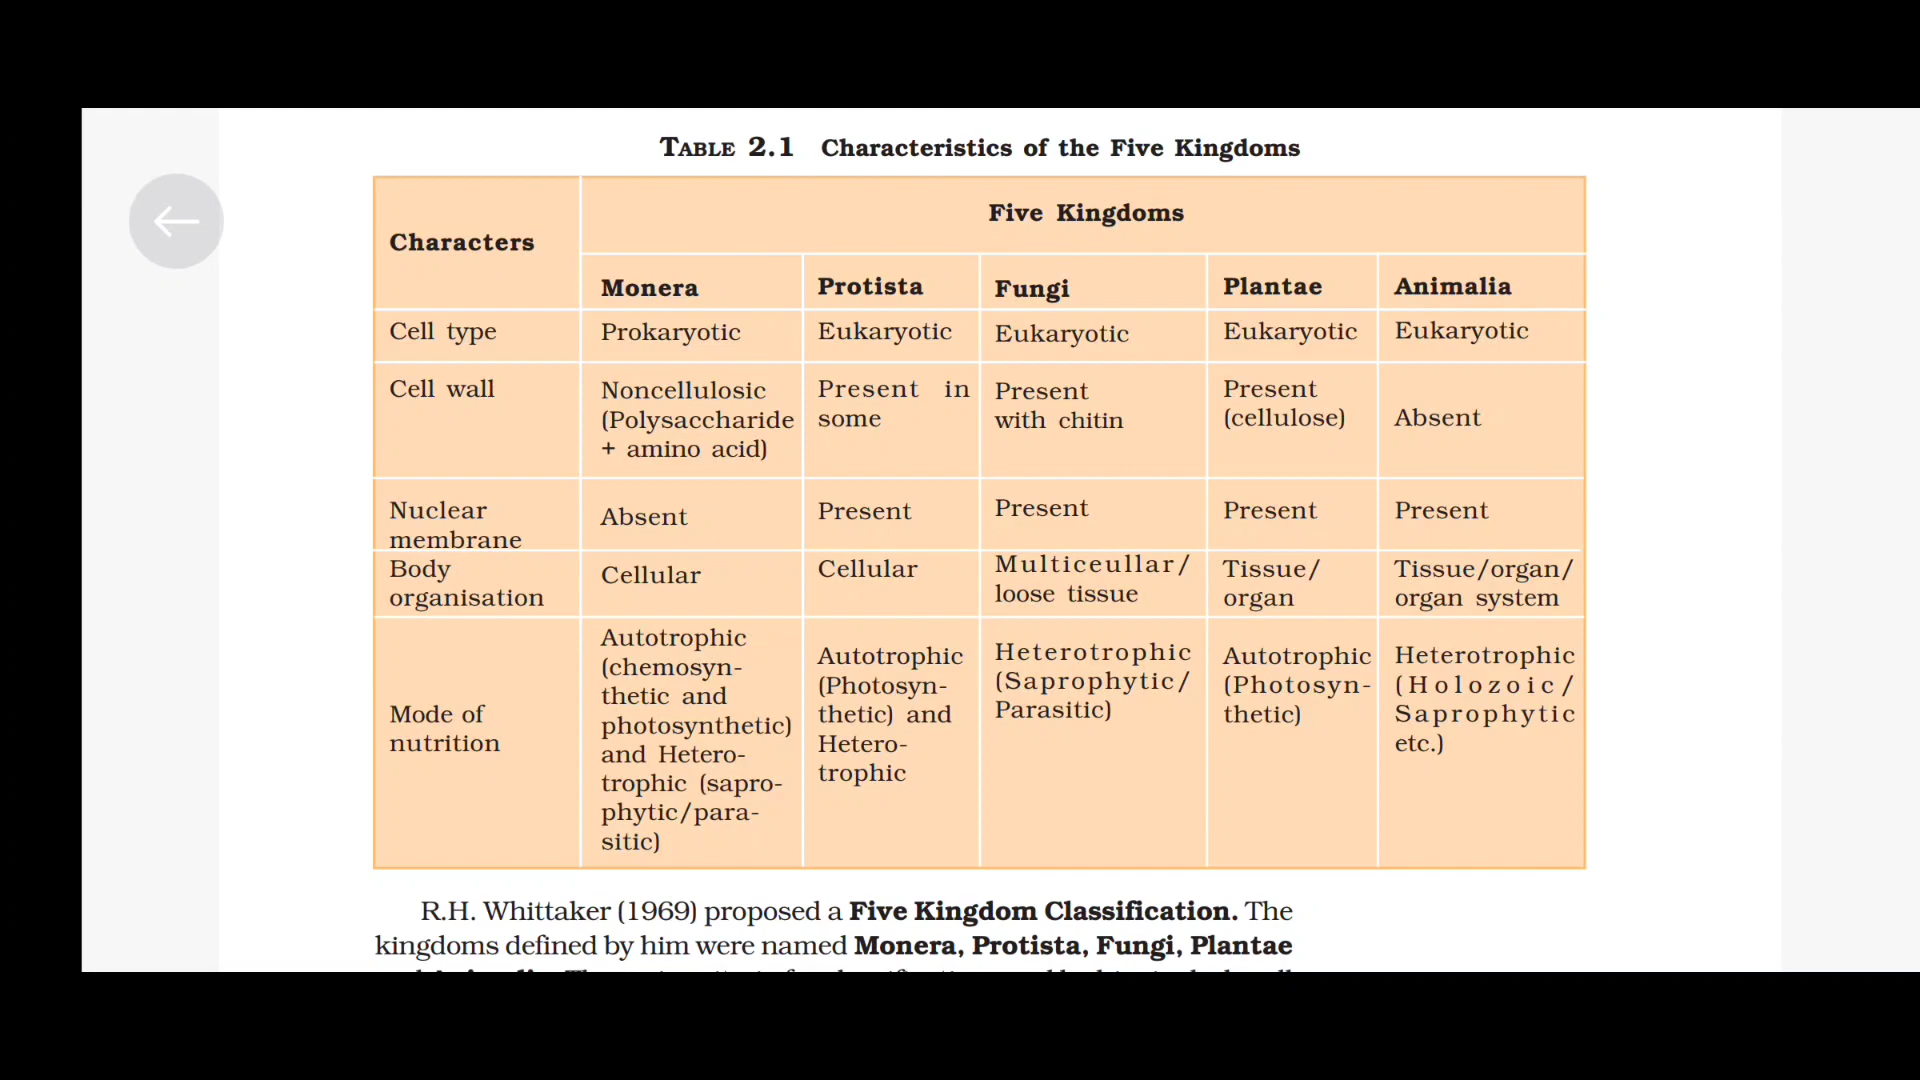 TABLE 2.1 Characteristics of the Five Kingdoms
Characters
Five Kingdoms
Monera
Protista
Fungi
Plantae
Animalia
Cell type
Prokaryotic
Eukaryotic
Eukaryotic
Eukaryotic
Eukaryotic
Cell wall
Noncellulosic
(Polysaccharide
+ amino acid)
Present in
some
Present
with chitin
Present
(cellulose)
Absent
Nuclear
membrane
Absent
Present
Present
Present
Present
Body
organisation
Cellular
Cellular
Multiceullar/
loose tissue
Tissue/
organ
Tissue/organ/
organ system
Mode of
nutrition
Autotrophic
(chemosyn-
thetic and
photosynthetic)
and Hetero-
trophic (sapro-
phytic/para-
sitic)
Autotrophic
(Photosyn-
thetic) and
Hetero-
trophic
Heterotrophic
(Saprophytic/
Parasitic)
Autotrophic
(Photosyn-
thetic)
Heterotrophic
(Holozoic/
Saprophytic
etc.)
R.H. Whittaker (1969) proposed a Five Kingdom Classification. The
kingdoms defined by him were named Monera, Protista, Fungi, Plantae